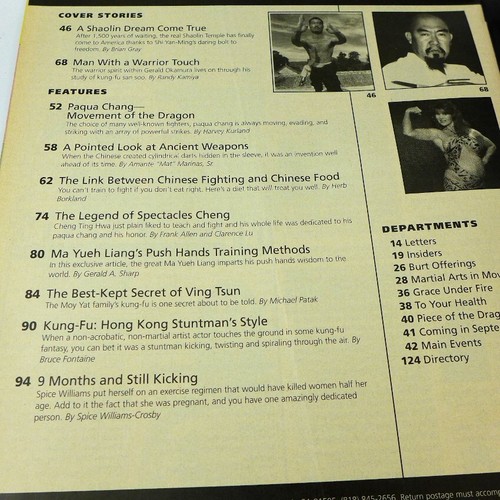 COVER STORIES
46 A Shaolin Dream Come True
After 1,500 years of waiting, the real Shaolin Temple has finally
come to America thanks to Shi Yan-Ming's daring bolt to
freedom. By Brian Gray
68 Man With a Warrior Touch
The warrior spirit within Gerald Okamura lives on through his
study of kung-fu san soo. By Randy Kamiya
FEATURES
52 Paqua Chang—
Movement of the Dragon
The choice of many well-known fighters, paqua chang is always moving, evading, and
striking with an array of powerful strikes. By Harvey Kurland
58 A Pointed Look at Ancient Weapons
When the Chinese created cylindrical darts hidden in the sleeve, it was an invention well
ahead of its time. By Amante "Mat" Marinas, Sr.
62 The Link Between Chinese Fighting and Chinese Food
You can't train to fight if you don't eat right. Here's a diet that will treat you well. By Herb
Borkland
74 The Legend of Spectacles Cheng
Cheng Ting Hwa just plain liked to teach and fight and his whole life was dedicated to his
paqua chang and his honor. By Frank Allen and Clarence Lu
80 Ma Yueh Liang's Push Hands Training Methods
In this exclusive article, the great Ma Yueh Liang imparts his push hands wisdom to the
world. By Gerald A. Sharp
84 The Best-Kept Secret of Ving Tsun
The Moy Yat family's kung-fu is one secret about to be told. By Michael Patak
90 Kung-Fu: Hong Kong Stuntman's Style
When a non-acrobatic, non-martial artist actor touches the ground in some kung-fu
fantasy, you can bet it was a stuntman kicking, twisting and spiraling through the air. By
Bruce Fontaine
94 9 Months and Still Kicking
Spice Williams put herself on an exercise regimen that would have killed women half her
age. Add to it the fact that she was pregnant, and you have one amazingly dedicated
person. By Spice Williams-Crosby
46
68
DEPARTMENTS
14 Letters
19 Insiders
26 Burt Offerings
28 Martial Arts in Mov
36 Grace Under Fire
38 To Your Health
40 Piece of the Drag
41 Coming in Septe
42 Main Events
124 Directory
(818) 845-2656. Return postage must accomp